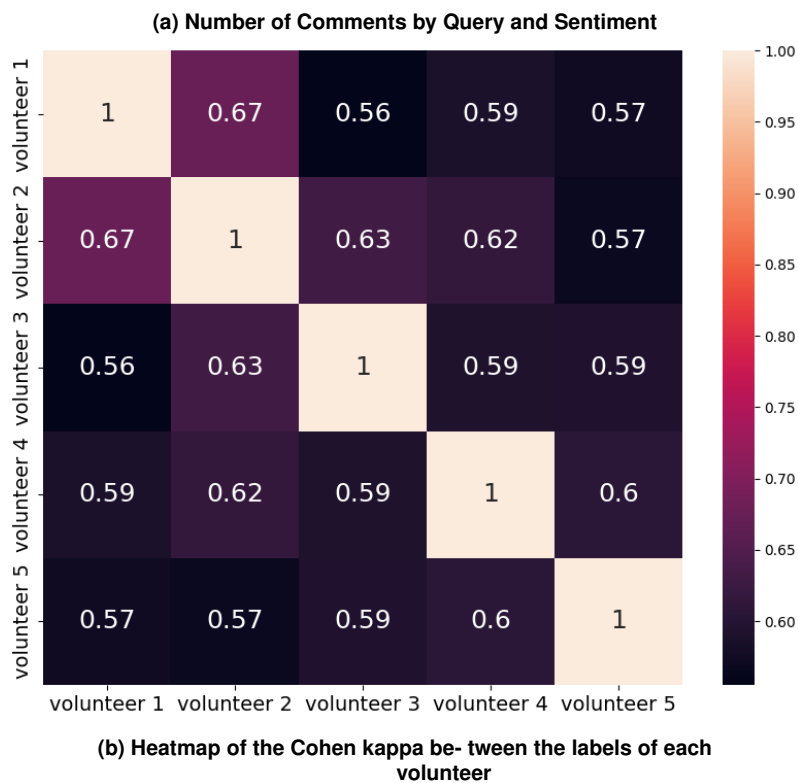 (a) Number of Comments by Query and Sentiment
volunteer 1
1 0.67 0.56 0.59 0.57
volunteer 2
0.67 1 0.63 0.62 0.57
volunteer 3
0.56 0.63 1 0.59 0.59
volunteer 4
0.59 0.62 0.59 1 0.6
volunteer 5
0.57 0.57 0.59 0.6 1
volunteer 1 volunteer 2 volunteer 3 volunteer 4 volunteer 5
1.00
0.95
0.90
0.85
0.80
0.75
0.70
0.65
0.60
(b) Heatmap of the Cohen kappa be- tween the labels of each
volunteer